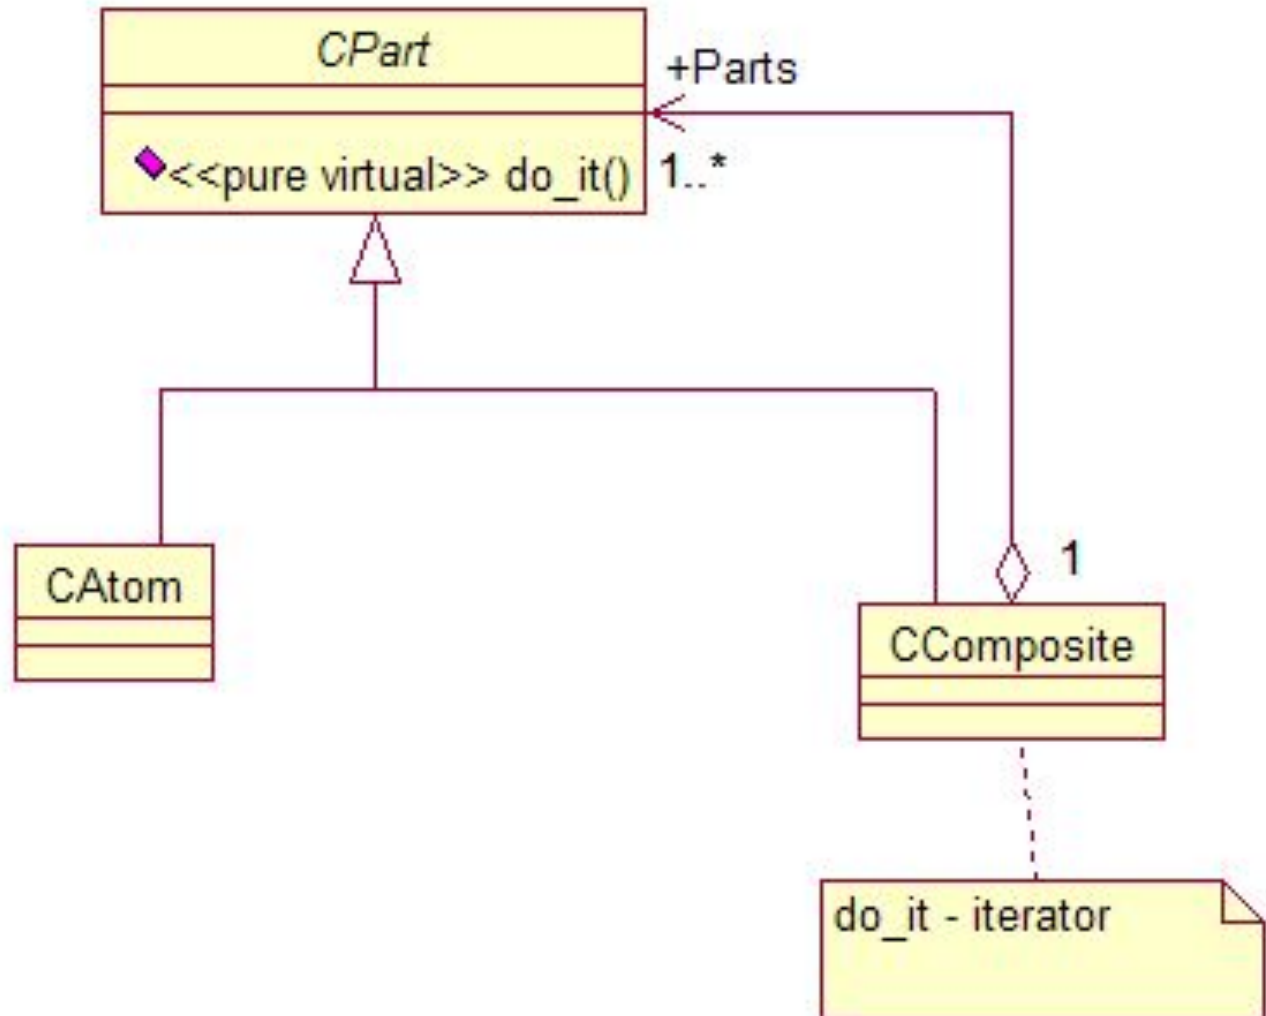 CPart
+Parts
<<pure virtual>> do_it()
1..*
CAtom
1
CComposite
do_it - iterator